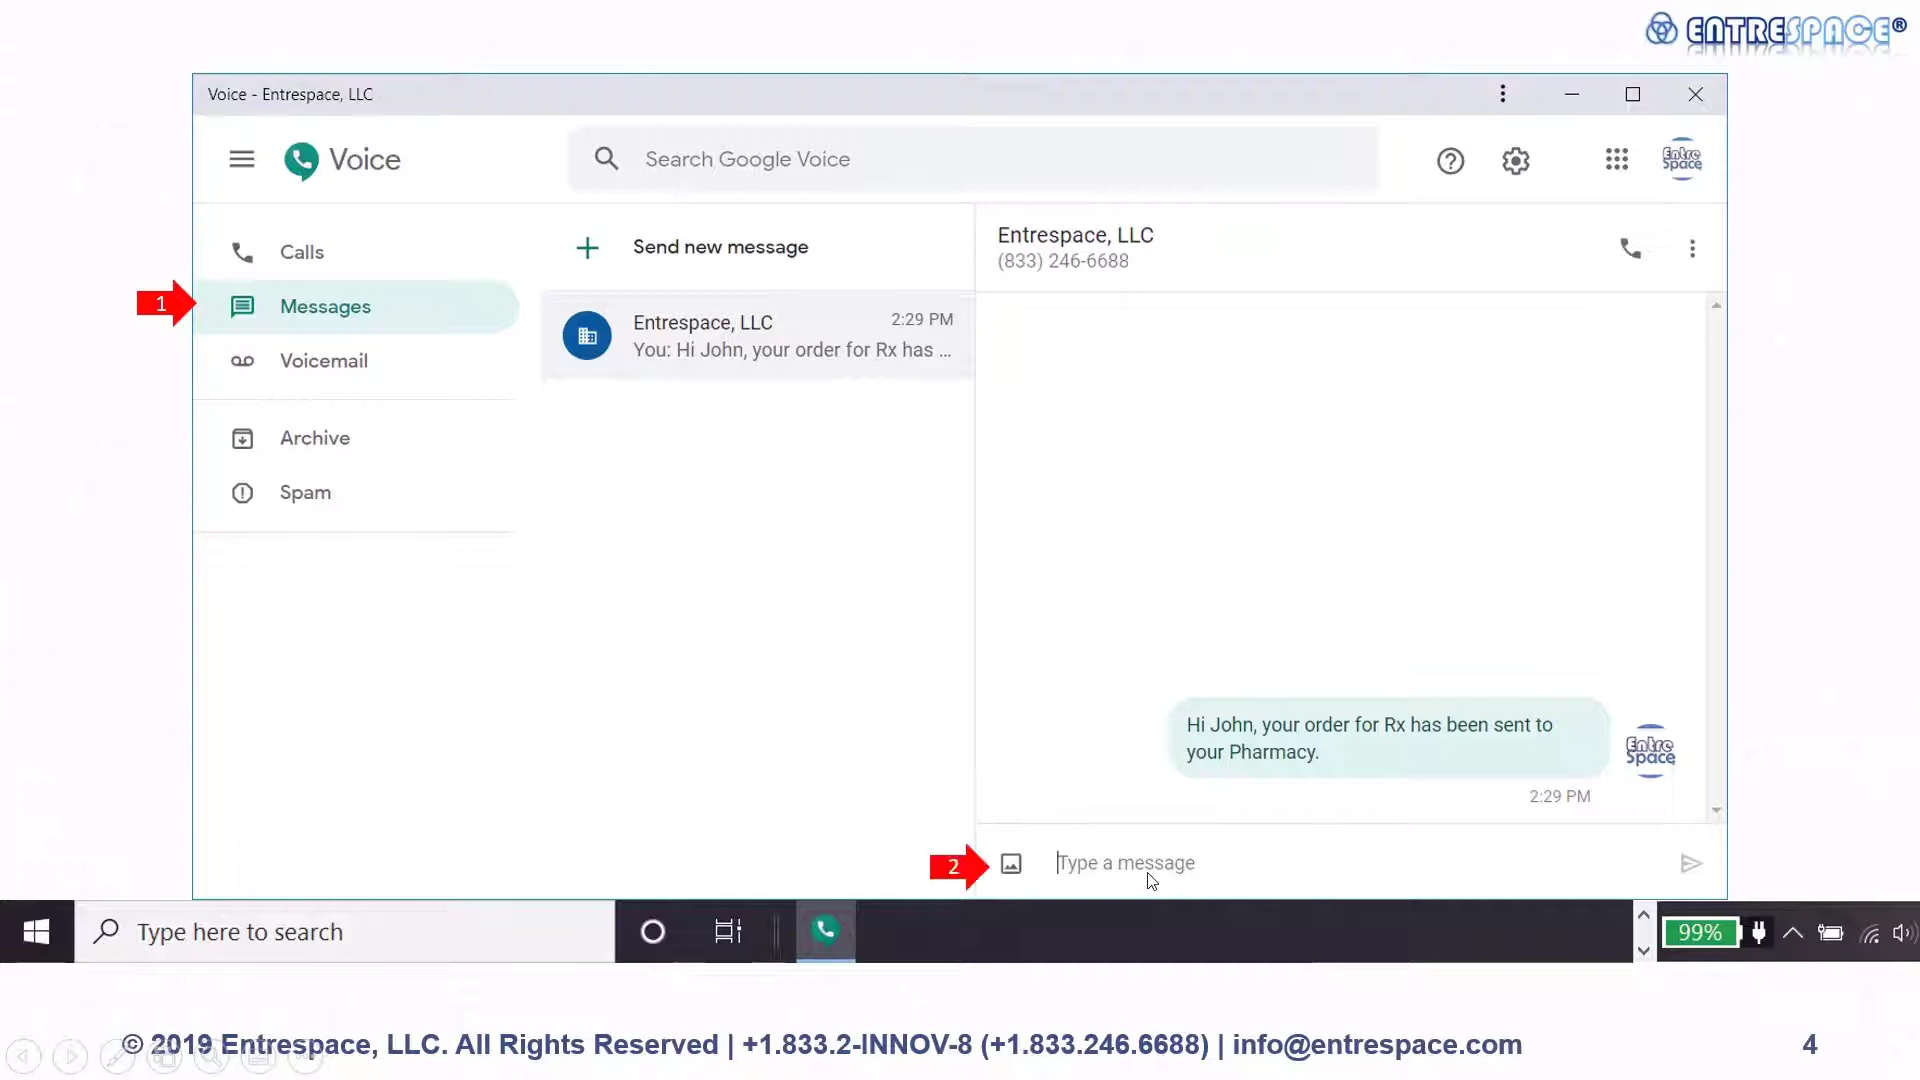 ENTRESPACE®
Voice - Entrespace, LLC
Voice
Search Google Voice
Entre
Space
Calls
1
Messages
Voicemail
Archive
Spam
Send new message
Entrespace, LLC
2:29 PM
You: Hi John, your order for Rx has ...
Entrespace, LLC
(833) 246-6688
Hi John, your order for Rx has been sent to
your Pharmacy.
Entre
Space
2:29 PM
2
Type a message
Type here to search
99%
© 2019 Entrespace, LLC. All Rights Reserved | +1.833.2-INNOV-8 (+1.833.246.6688) | info@entrespace.com
4